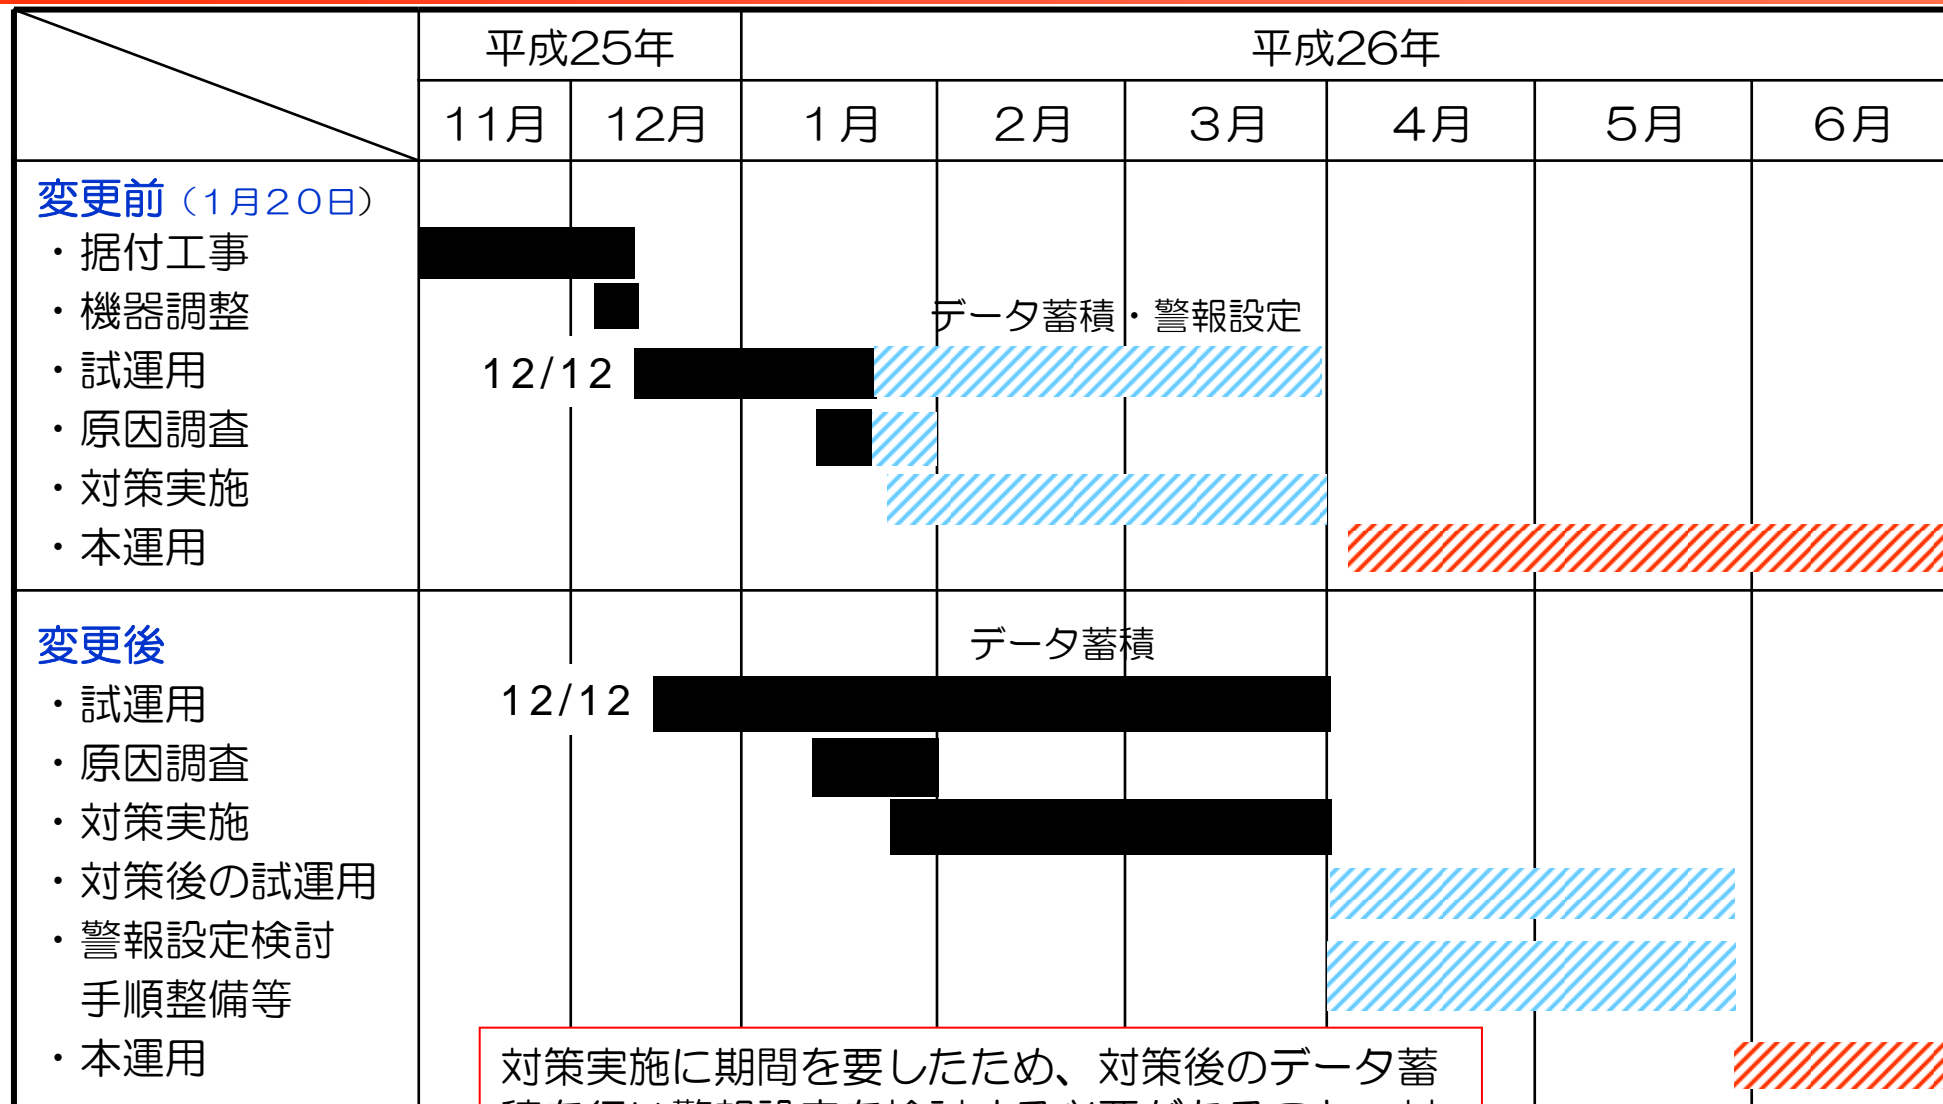 平成25年 平成26年
11月 12月 1月 2月 3月 4月 5月 6月
変更前（1月20日）
・据付工事
・機器調整
データ蓄積・警報設定
・試運用
12/12
・原因調査
・対策実施
・本運用
変更後
データ蓄積
・試運用
12/12
・原因調査
・対策実施
・対策後の試運用
・警報設定検討
手順整備等
・本運用
対策実施に期間を要したため、対策後のデータ蓄